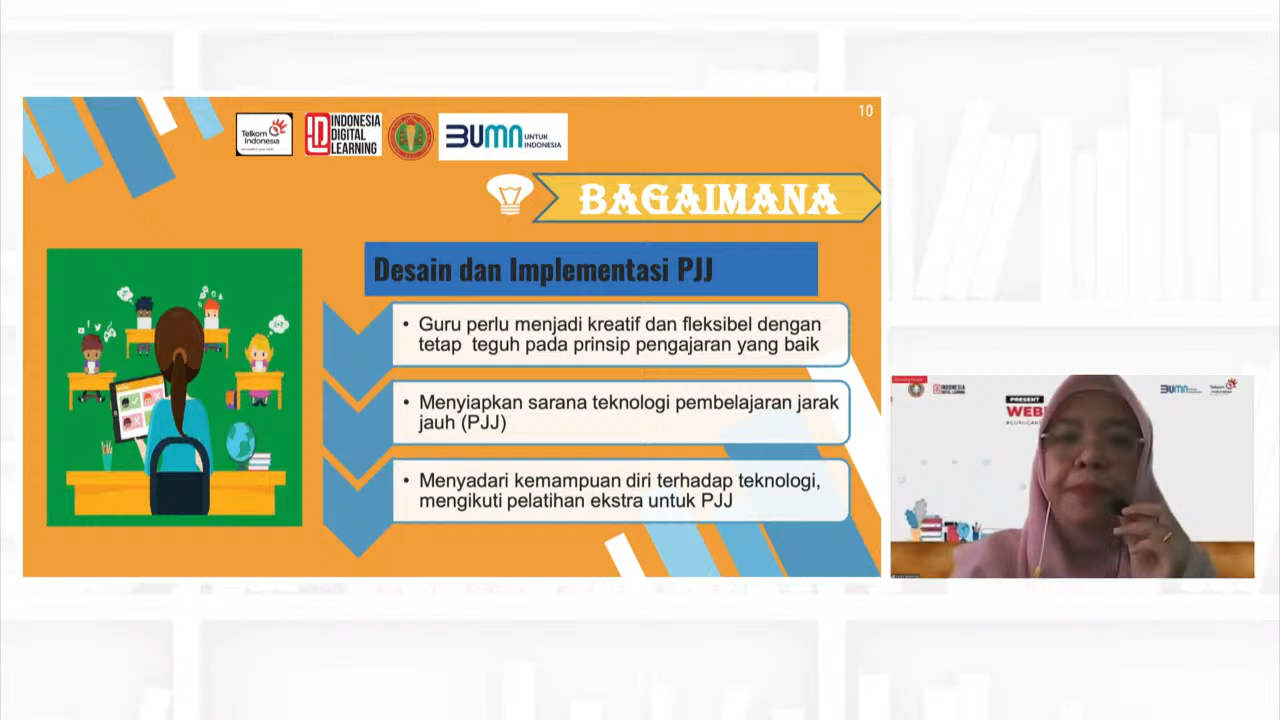 10
Telkom
Indonesia
INDONESIA
DIGITAL
LEARNING
BUMN UNTUK
INDONESIA
BAGAIMANA
Desain dan Implementasi PJJ
• Guru perlu menjadi kreatif dan fleksibel dengan
tetap teguh pada prinsip pengajaran yang baik
• Menyiapkan sarana teknologi pembelajaran jarak
jauh (PJJ)
• Menyadari kemampuan diri terhadap teknologi,
mengikuti pelatihan ekstra untuk PJJ
INDONESIA
DIGITAL LEARNING
BUMN
Telkom
PRESENT
WEB